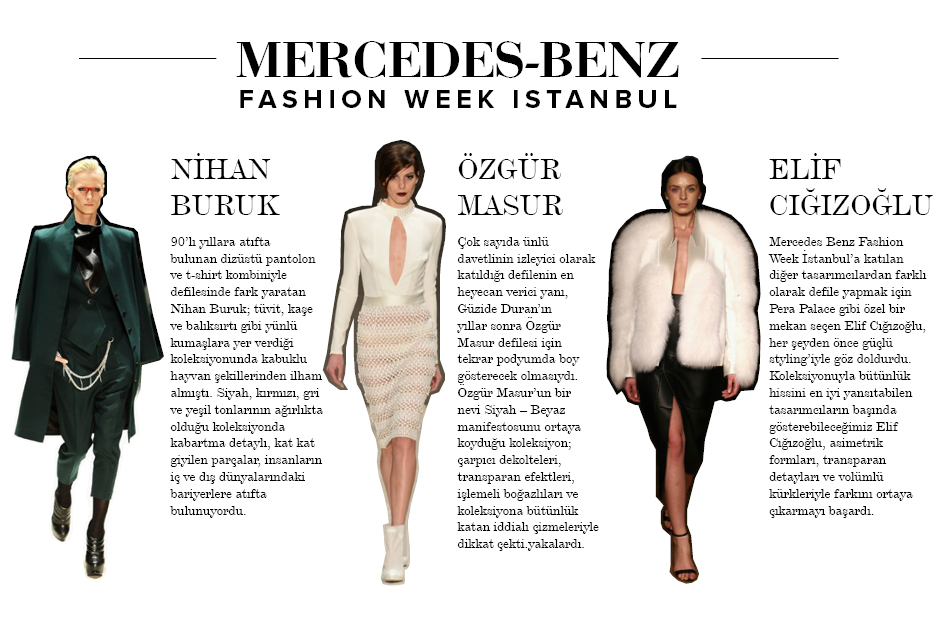 MERCEDES-BENZ
FASHION WEEK ISTANBUL
NİHAN
BURUK
90’lı yıllara atıfta
bulunan dizüstü pantolon
ve t-shirt kombiniyle
defilesinde fark yaratan
Nihan Buruk; tüvit, kaşe
ve balıksırtı gibi yünlü
kumaşlara yer verdiği
koleksiyonunda kabuklu
hayvan şekillerinden ilham
almıştı. Siyah, kırmızı, gri
ve yeşil tonlarının ağırlıkta
olduğu koleksiyonda
kabartma detaylı, kat kat
giyilen parçalar, insanların
iç ve dış dünyalarındaki
bariyerlere atıfta
bulunuyordu.
ÖZGÜR
MASUR
Çok sayıda ünlü
davetlinin izleyici olarak
katıldığı defilenin en
heyecan verici yanı,
Güzide Duran’ın
yıllar sonra Özgür
Masur defilesi için
tekrar podyumda boy
gösterecek olmasıydı.
Özgür Masur’un bir
nevi Siyah – Beyaz
manifestosunu ortaya
koyduğu koleksiyon;
çarpıcı dekolteleri,
transparan efektleri,
işlemeli boğazlıları ve
koleksiyona bütünlük
katan iddialı çizmeleriyle
dikkat çekti.yakalardı.
ELİF
CIĞIZOĞLU
Mercedes Benz Fashion
Week Istanbul’a katılan
diğer tasarımcılardan farklı
olarak defile yapmak için
Pera Palace gibi özel bir
mekan seçen Elif Cığızoğlu,
her şeyden önce güçlü
styling’iyle göz doldurdu.
Koleksiyonuyla bütünlük
hissini en iyi yansıtabilen
tasarımcıların başında
gösterebileceğimiz Elif
Cığızoğlu, asimetrik
formları, transparan
detayları ve volümlü
kürkleriyle farkını ortaya
çıkarmayı başardı.